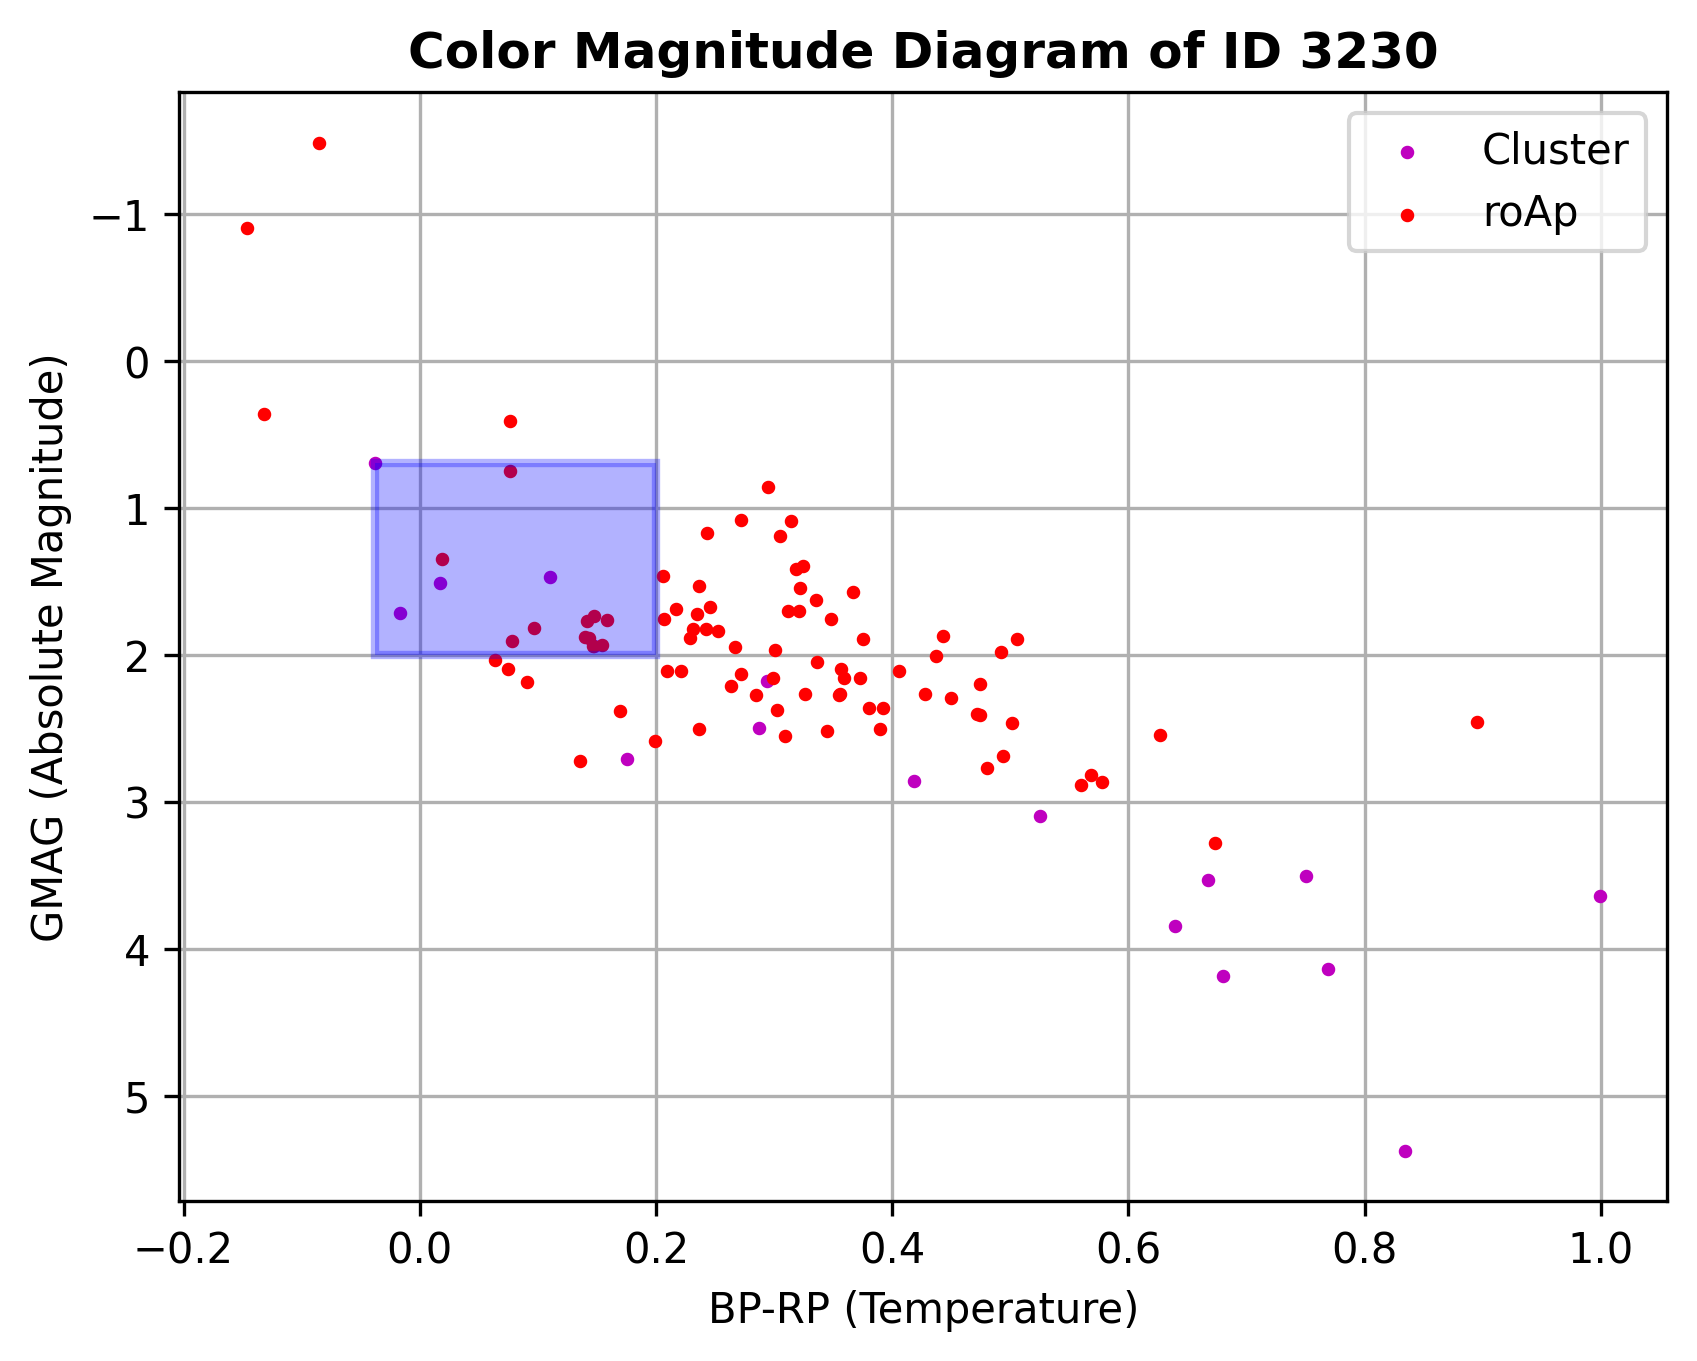 Color Magnitude Diagram of ID 3230
Cluster
roAp
GMAG (Absolute Magnitude)
−1
0
1
2
3
4
5
−0.2 0.0 0.2 0.4 0.6 0.8 1.0
BP-RP (Temperature)